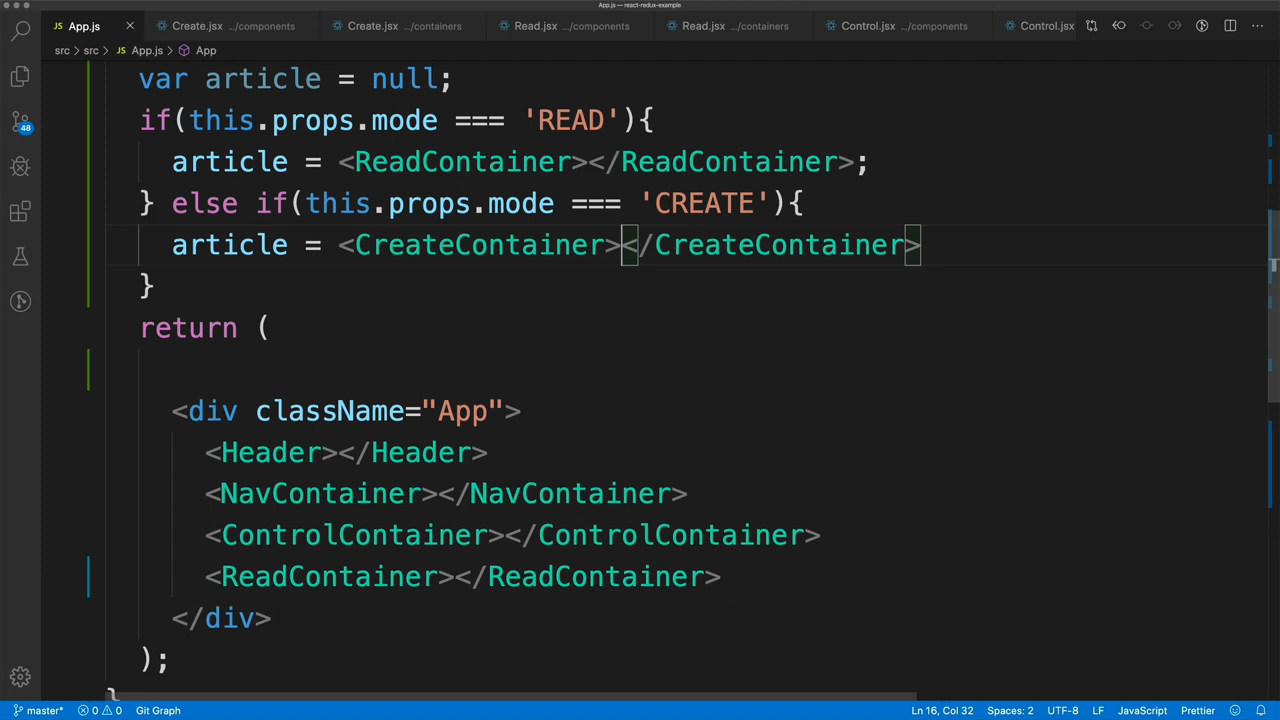 App.js — react-redux-example
JS App.js Create.jsx .../components Create.jsx .../containers Read.jsx .../components Read.jsx .../containers Control.jsx .../components Control.jsx
src > src > JS App.js > App
var article = null;
if(this.props.mode === 'READ'){
article = <ReadContainer></ReadContainer>;
} else if(this.props.mode === 'CREATE'){
article = <CreateContainer></CreateContainer>
}
return (
<div className="App">
<Header></Header>
<NavContainer></NavContainer>
<ControlContainer></ControlContainer>
<ReadContainer></ReadContainer>
</div>
);
}
48
master* 0 0 Git Graph Ln 16, Col 32 Spaces: 2 UTF-8 LF JavaScript Prettier